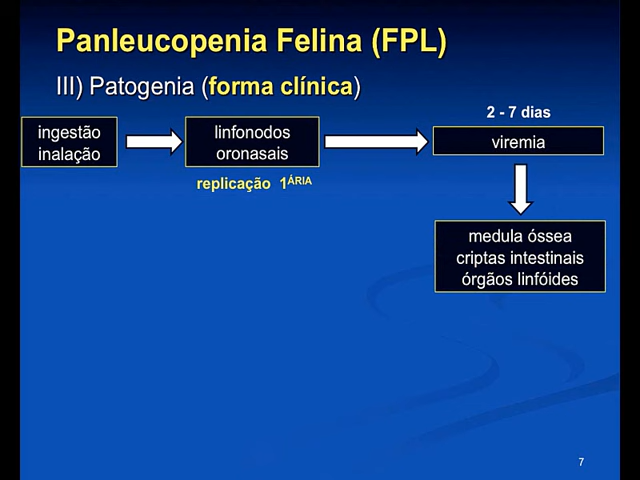 Panleucopenia Felina (FPL)
III) Patogenia (forma clínica)
2 - 7 dias
ingestão
inalação
linfonodos
oronasais
viremia
replicação 1ÁRIA
medula óssea
criptas intestinais
órgãos linfóides
7